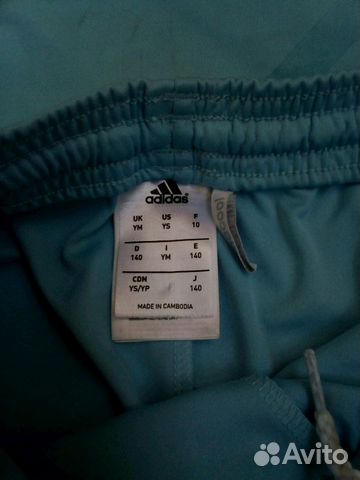 adidas
UK US F
YM YS 10
D I E
140 YM 140
CDN J
YS/YP 140
MADE IN CAMBODIA
Avito